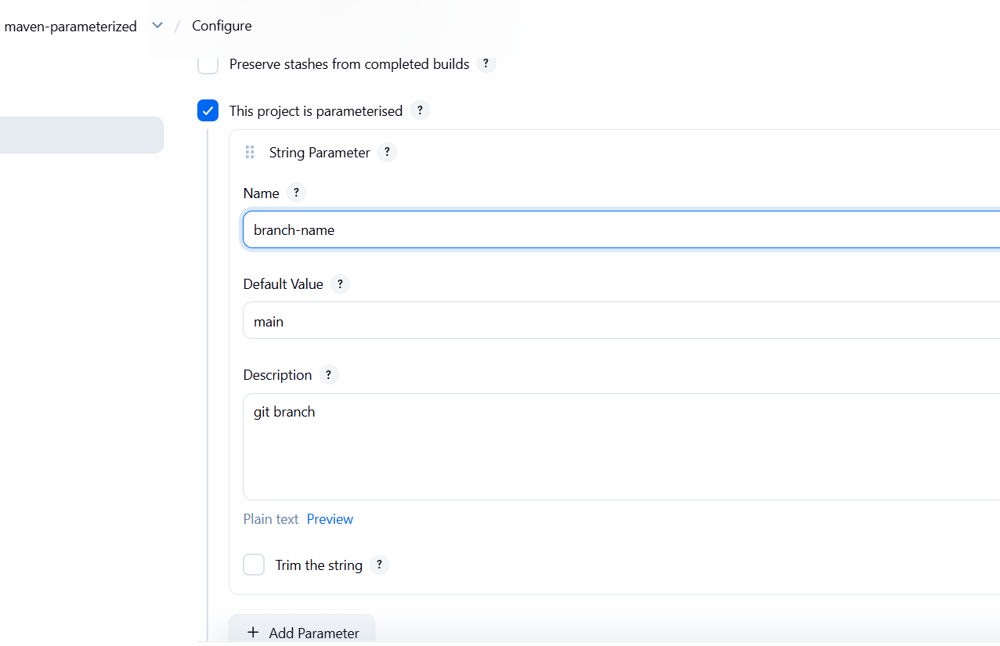 maven-parameterized / Configure
Preserve stashes from completed builds ?
This project is parameterised ?
String Parameter ?
Name ?
branch-name
Default Value ?
main
Description ?
git branch
Plain text Preview
Trim the string ?
+ Add Parameter